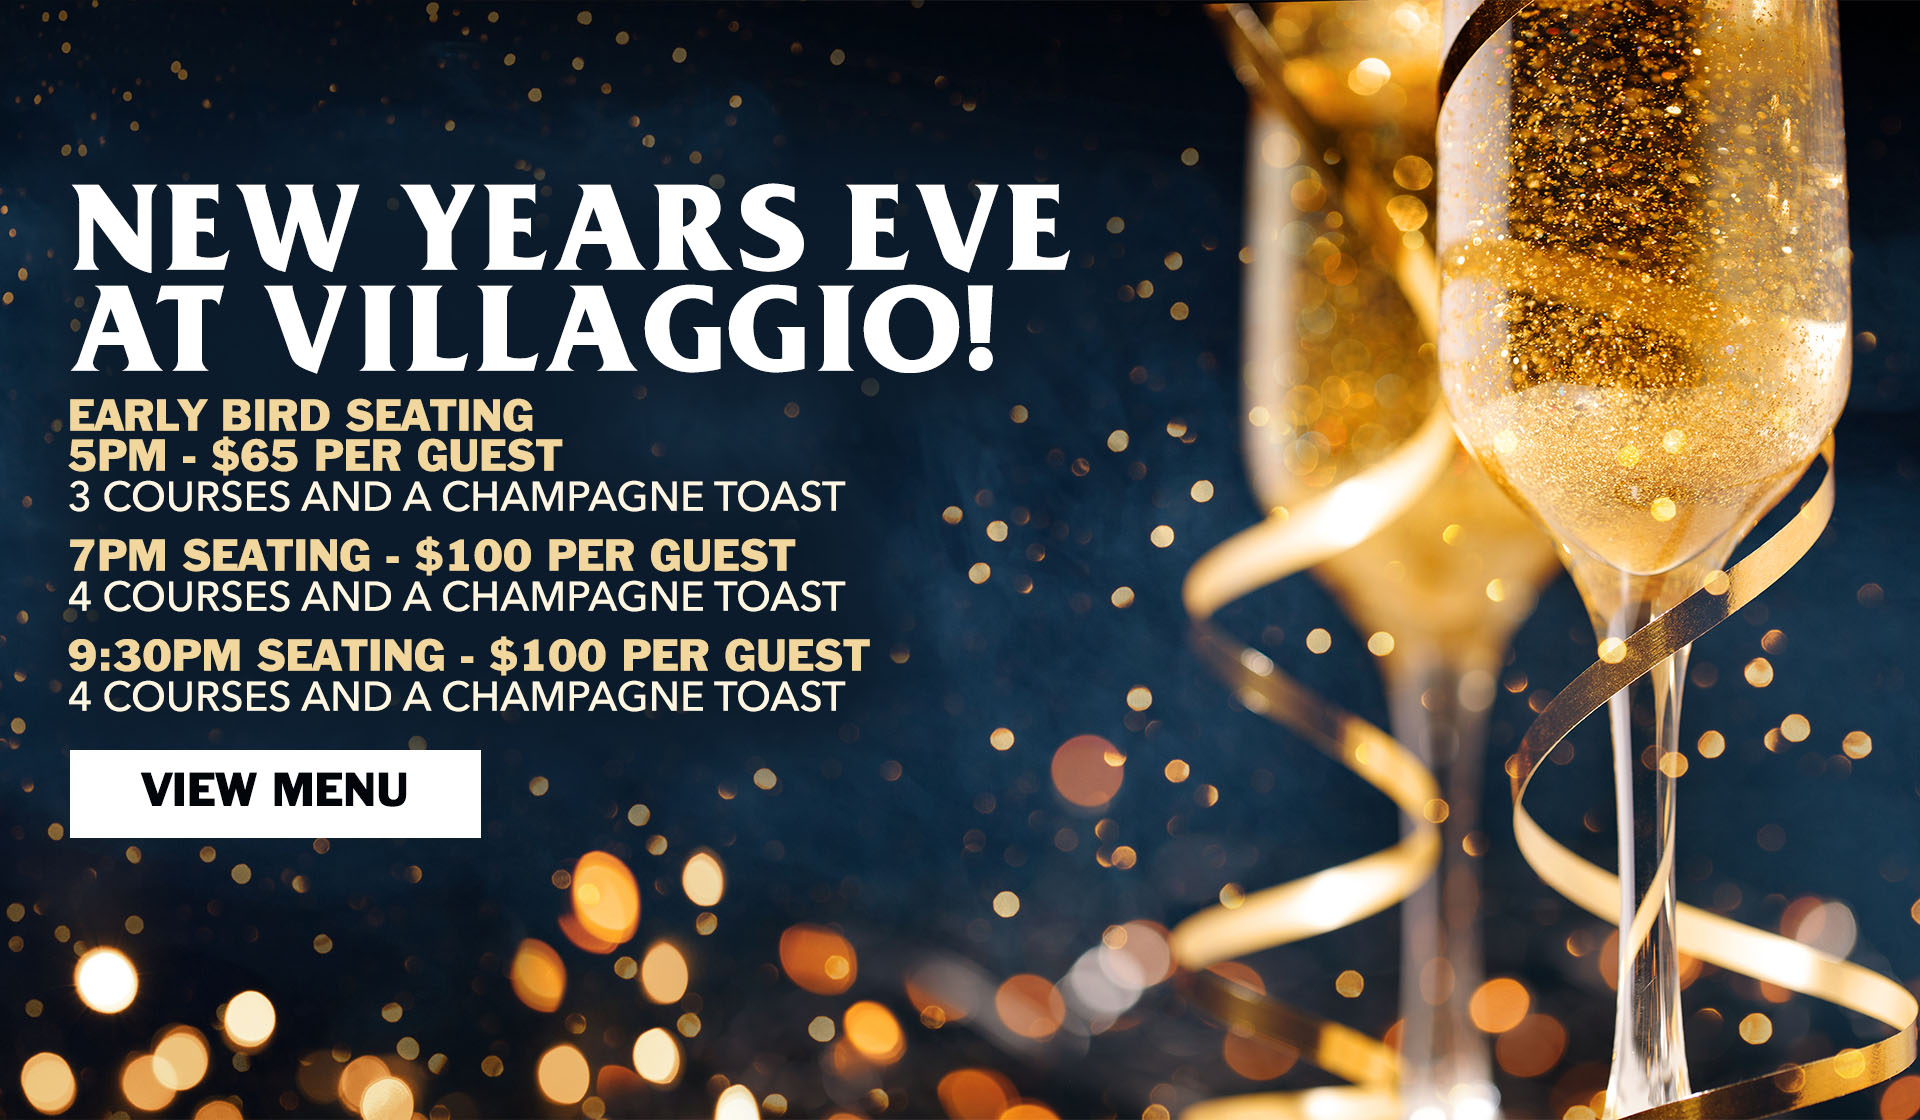 NEW YEARS EVE
AT VILLAGGIO!
EARLY BIRD SEATING
5PM - $65 PER GUEST
3 COURSES AND A CHAMPAGNE TOAST
7PM SEATING - $100 PER GUEST
4 COURSES AND A CHAMPAGNE TOAST
9:30PM SEATING - $100 PER GUEST
4 COURSES AND A CHAMPAGNE TOAST
VIEW MENU